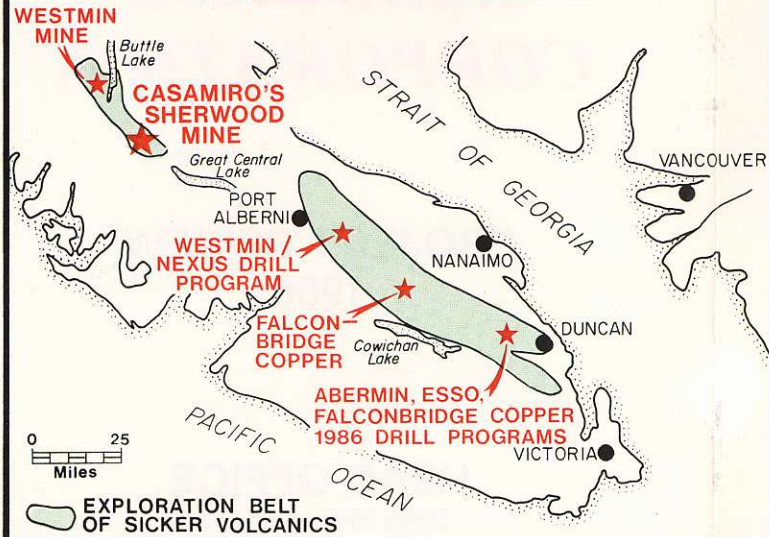 WESTMIN
MINE
Buttle
Lake
CASAMIRO'S
SHERWOOD
MINE
Great Central
Lake
STRAIT OF GEORGIA
VANCOUVER
PORT
ALBERNI
WESTMIN /
NEXUS DRILL
PROGRAM
NANAIMO
FALCON-
BRIDGE
COPPER
Cowichan
Lake
DUNCAN
ABERMIN, ESSO,
FALCONBRIDGE COPPER
1986 DRILL PROGRAMS
VICTORIA
PACIFIC OCEAN
0 25
Miles
EXPLORATION BELT
OF SICKER VOLCANICS